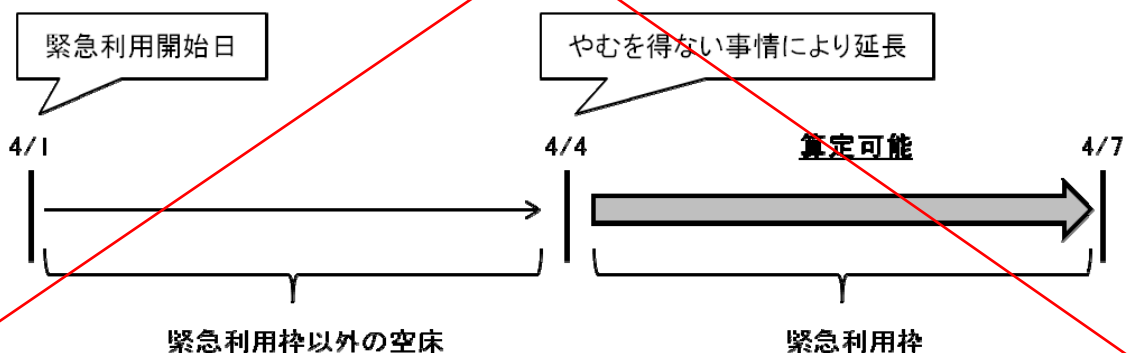 緊急利用開始日
やむを得ない事情により延長
4/1
4/4
算定可能
4/7
緊急利用枠以外の空床
緊急利用枠